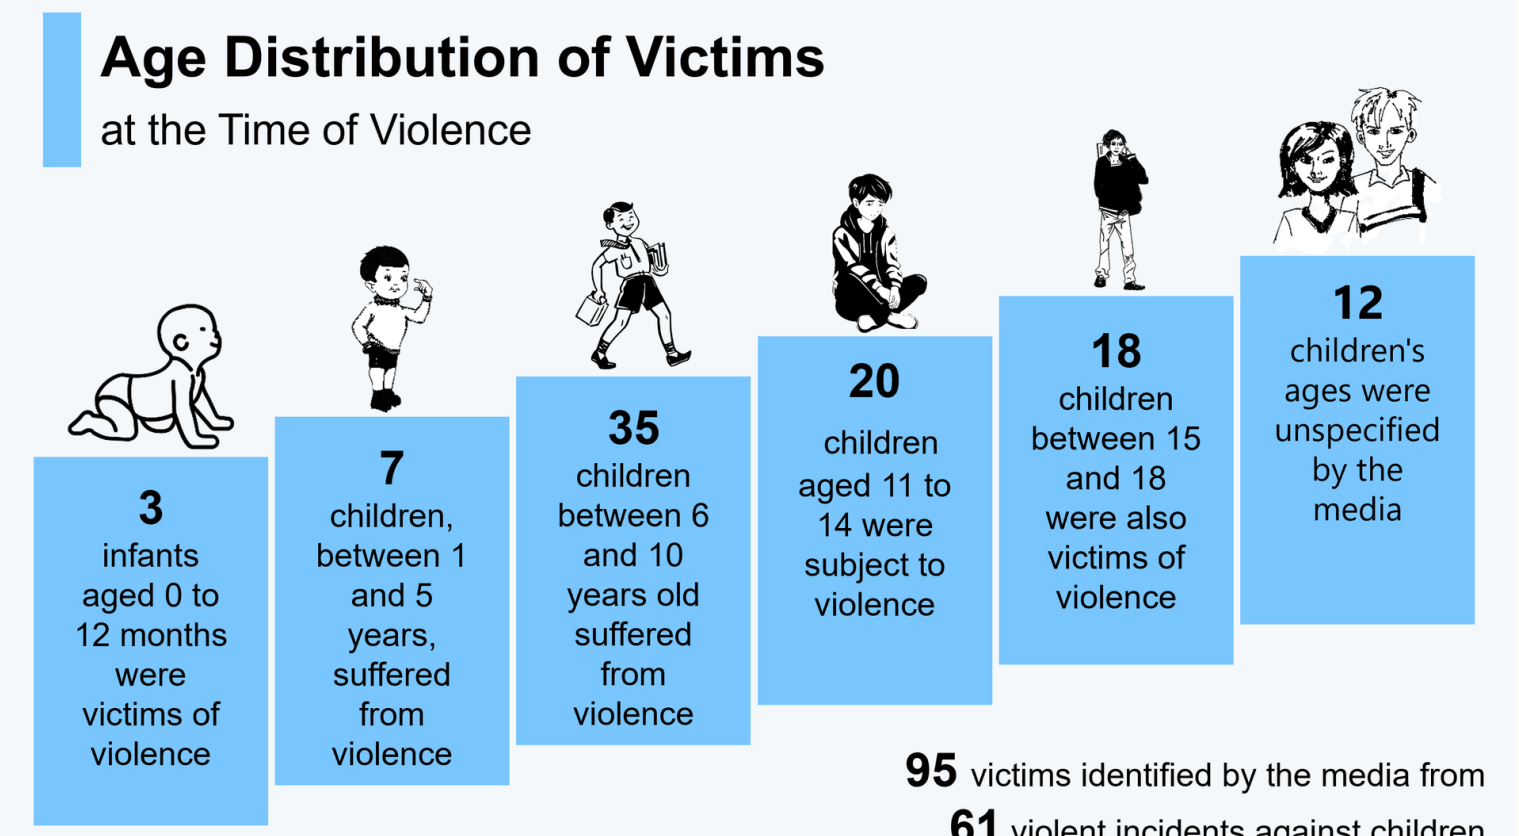 Age Distribution of Victims
at the Time of Violence
3
infants
aged 0 to
12 months
were
victims of
violence
7
children,
between 1
and 5
years,
suffered
from
violence
35
children
between 6
and 10
years old
suffered
from
violence
20
children
aged 11 to
14 were
subject to
violence
18
children
between 15
and 18
were also
victims of
violence
12
children's
ages were
unspecified
by the
media
95 victims identified by the media from
61 violent incidents against children